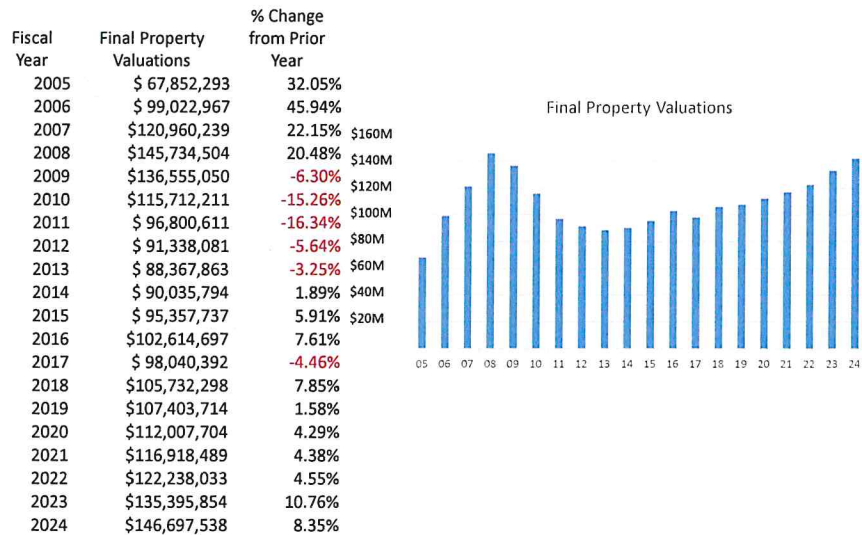 % Change
Fiscal Final Property from Prior
Year Valuations Year
2005 $ 67,852,293 32.05%
2006 $ 99,022,967 45.94%
2007 $120,960,239 22.15%
2008 $145,734,504 20.48%
2009 $136,555,050 -6.30%
2010 $115,712,211 -15.26%
2011 $ 96,800,611 -16.34%
2012 $ 91,338,081 -5.64%
2013 $ 88,367,863 -3.25%
2014 $ 90,035,794 1.89%
2015 $ 95,357,737 5.91%
2016 $102,614,697 7.61%
2017 $ 98,040,392 -4.46%
2018 $105,732,298 7.85%
2019 $107,403,714 1.58%
2020 $112,007,704 4.29%
2021 $116,918,489 4.38%
2022 $122,238,033 4.55%
2023 $135,395,854 10.76%
2024 $146,697,538 8.35%
Final Property Valuations
$160M
$140M
$120M
$100M
$80M
$60M
$40M
$20M
05 06 07 08 09 10 11 12 13 14 15 16 17 18 19 20 21 22 23 24